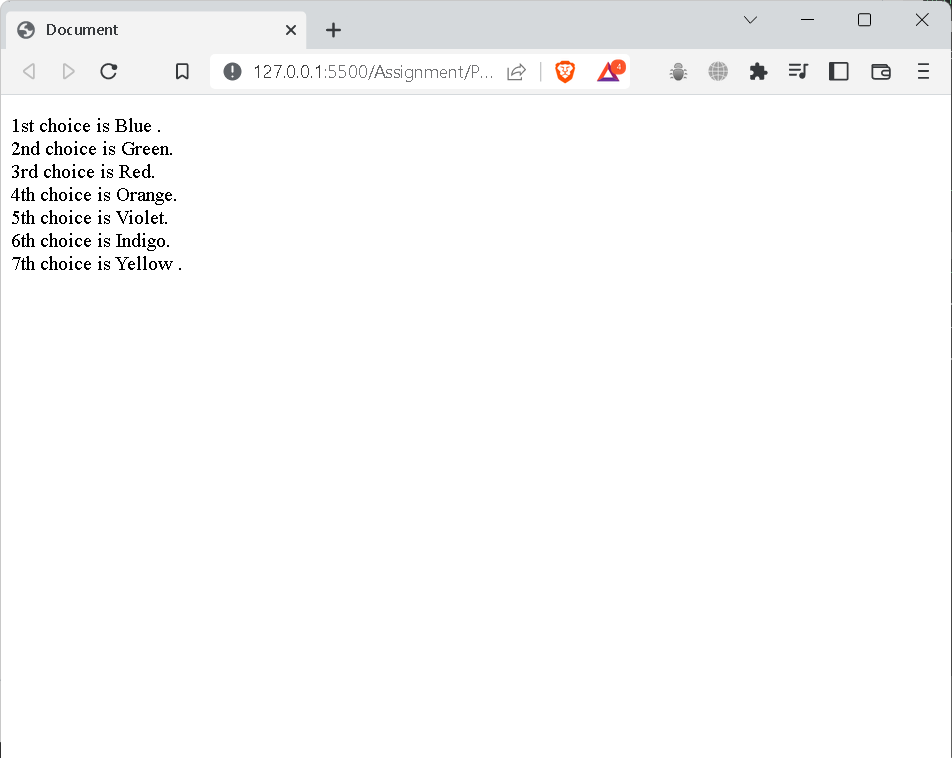 Document
127.0.0.1:5500/Assignment/P...
4
1st choice is Blue .
2nd choice is Green.
3rd choice is Red.
4th choice is Orange.
5th choice is Violet.
6th choice is Indigo.
7th choice is Yellow .